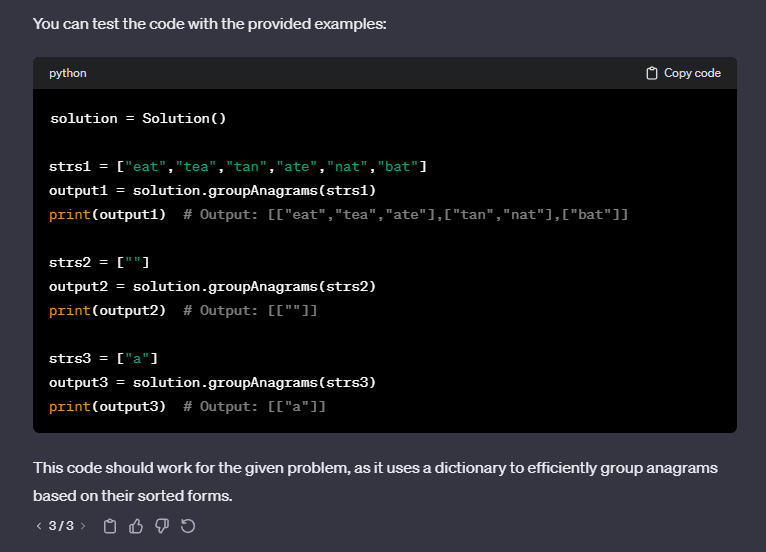 You can test the code with the provided examples:
python
Copy code
solution = Solution()
strs1 = ["eat","tea","tan","ate","nat","bat"]
output1 = solution.groupAnagrams(strs1)
print(output1)  # Output: [["eat","tea","ate"],["tan","nat"],["bat"]]
strs2 = [""]
output2 = solution.groupAnagrams(strs2)
print(output2)  # Output: [[""]]
strs3 = ["a"]
output3 = solution.groupAnagrams(strs3)
print(output3)  # Output: [["a"]]
This code should work for the given problem, as it uses a dictionary to efficiently group anagrams
based on their sorted forms.
3 / 3